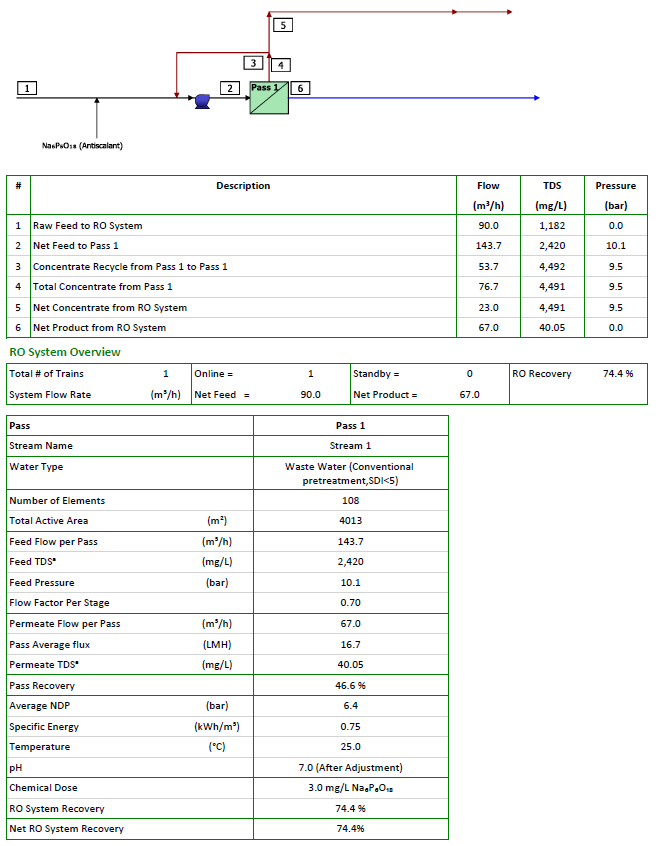 5
3 4
1 2 Pass 1 6
Na₆P₆O₁₈ (Antiscalant)
# Description Flow TDS Pressure
(m³/h) (mg/L) (bar)
1 Raw Feed to RO System 90.0 1,182 0.0
2 Net Feed to Pass 1 143.7 2,420 10.1
3 Concentrate Recycle from Pass 1 to Pass 1 53.7 4,492 9.5
4 Total Concentrate from Pass 1 76.7 4,491 9.5
5 Net Concentrate from RO System 23.0 4,491 9.5
6 Net Product from RO System 67.0 40.05 0.0
RO System Overview
Total # of Trains 1 Online = 1 Standby = 0 RO Recovery 74.4 %
System Flow Rate (m³/h) Net Feed = 90.0 Net Product = 67.0
Pass Pass 1
Stream Name Stream 1
Water Type Waste Water (Conventional
pretreatment,SDI<5)
Number of Elements 108
Total Active Area (m²) 4013
Feed Flow per Pass (m³/h) 143.7
Feed TDSᵃ (mg/L) 2,420
Feed Pressure (bar) 10.1
Flow Factor Per Stage 0.70
Permeate Flow per Pass (m³/h) 67.0
Pass Average flux (LMH) 16.7
Permeate TDSᵃ (mg/L) 40.05
Pass Recovery 46.6 %
Average NDP (bar) 6.4
Specific Energy (kWh/m³) 0.75
Temperature (°C) 25.0
pH 7.0 (After Adjustment)
Chemical Dose 3.0 mg/L Na₆P₆O₁₈
RO System Recovery 74.4 %
Net RO System Recovery 74.4%